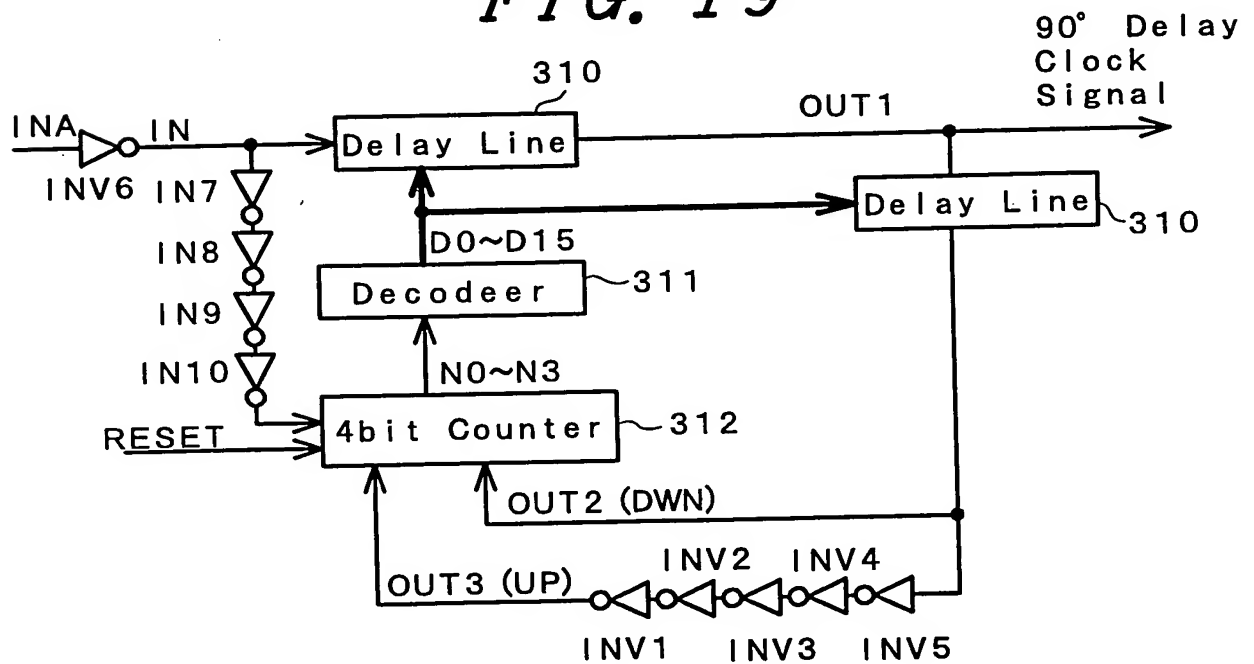 FIG. 19
90° Delay
Clock
Signal
310
OUT1
INA
IN
Delay Line
INV6
IN7
Delay Line
310
IN8
D0~D15
Decodeer
311
IN9
IN10
N0~N3
4bit Counter
312
RESET
OUT2 (DWN)
INV2
INV4
OUT3 (UP)
INV1
INV3
INV5